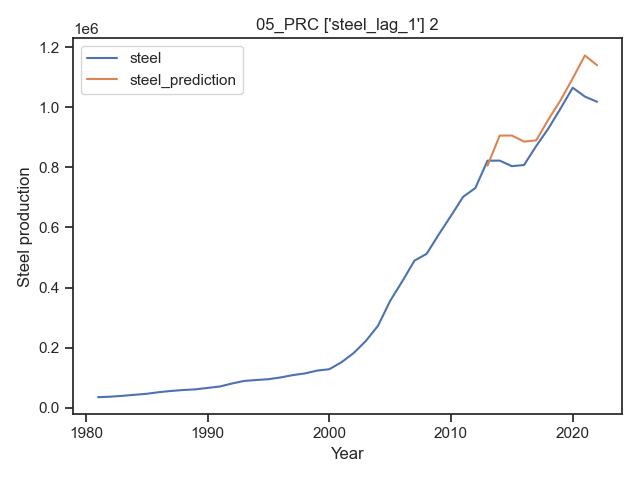 05_PRC ['steel_lag_1'] 2
1e6
steel
steel_prediction
1.2
1.0
0.8
0.6
0.4
0.2
0.0
Steel production
1980
1990
2000
2010
2020
Year